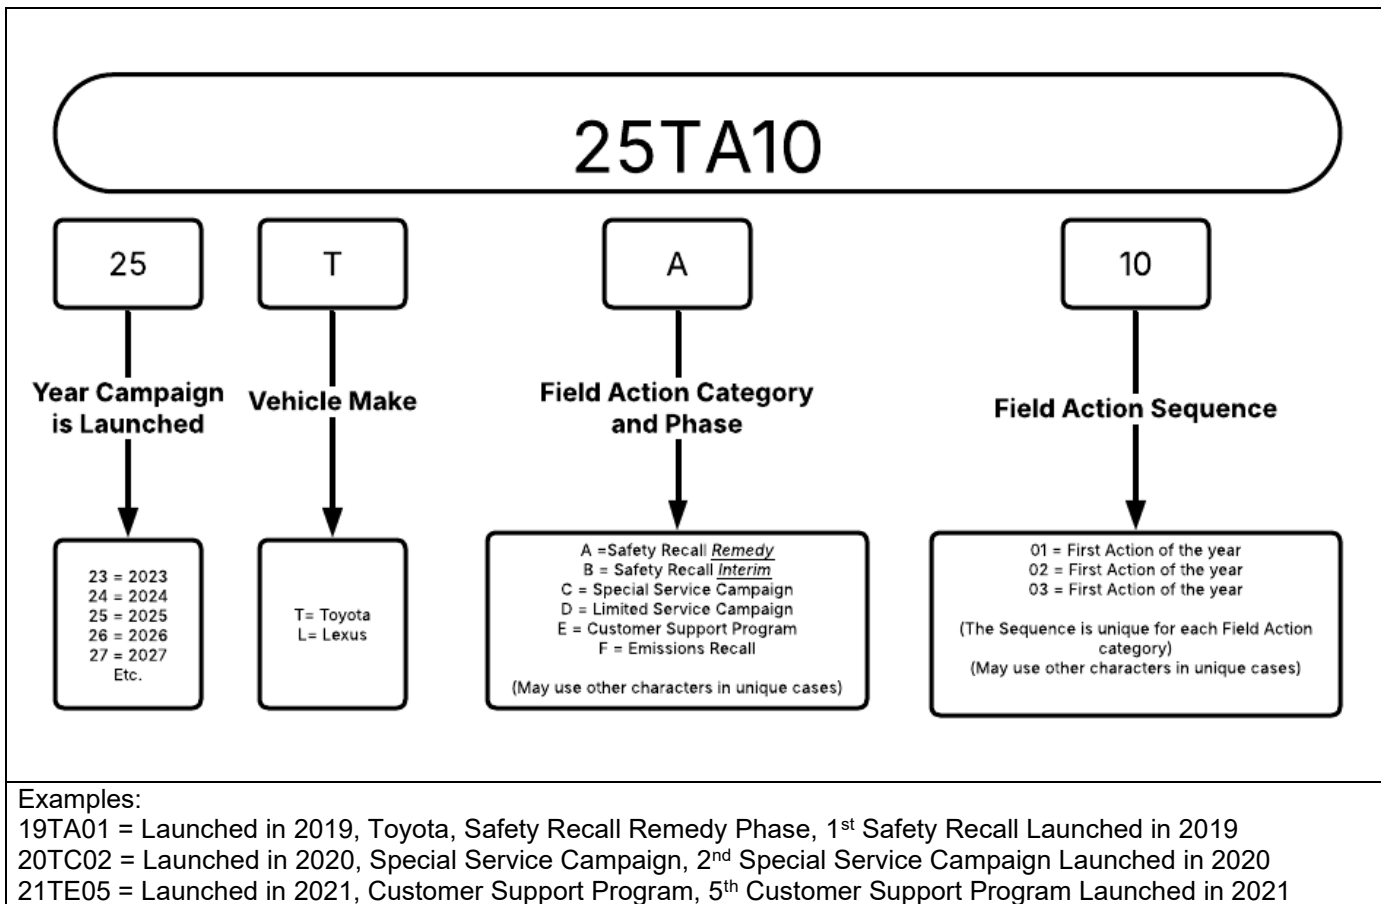 25TA10
25
T
A
10
Year Campaign
is Launched
Vehicle Make
Field Action Category
and Phase
Field Action Sequence
23 = 2023
24 = 2024
25 = 2025
26 = 2026
27 = 2027
Etc.
T= Toyota
L= Lexus
A =Safety Recall Remedy
B = Safety Recall Interim
C = Special Service Campaign
D = Limited Service Campaign
E = Customer Support Program
F = Emissions Recall
(May use other characters in unique cases)
01 = First Action of the year
02 = First Action of the year
03 = First Action of the year
(The Sequence is unique for each Field Action
category)
(May use other characters in unique cases)
Examples:
19TA01 = Launched in 2019, Toyota, Safety Recall Remedy Phase, 1st Safety Recall Launched in 2019
20TC02 = Launched in 2020, Special Service Campaign, 2nd Special Service Campaign Launched in 2020
21TE05 = Launched in 2021, Customer Support Program, 5th Customer Support Program Launched in 2021